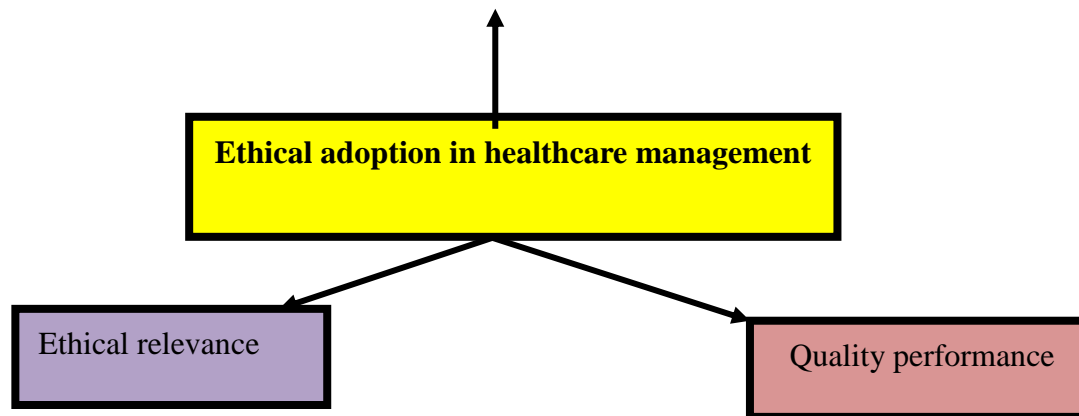 Ethical adoption in healthcare management
Ethical relevance
Quality performance